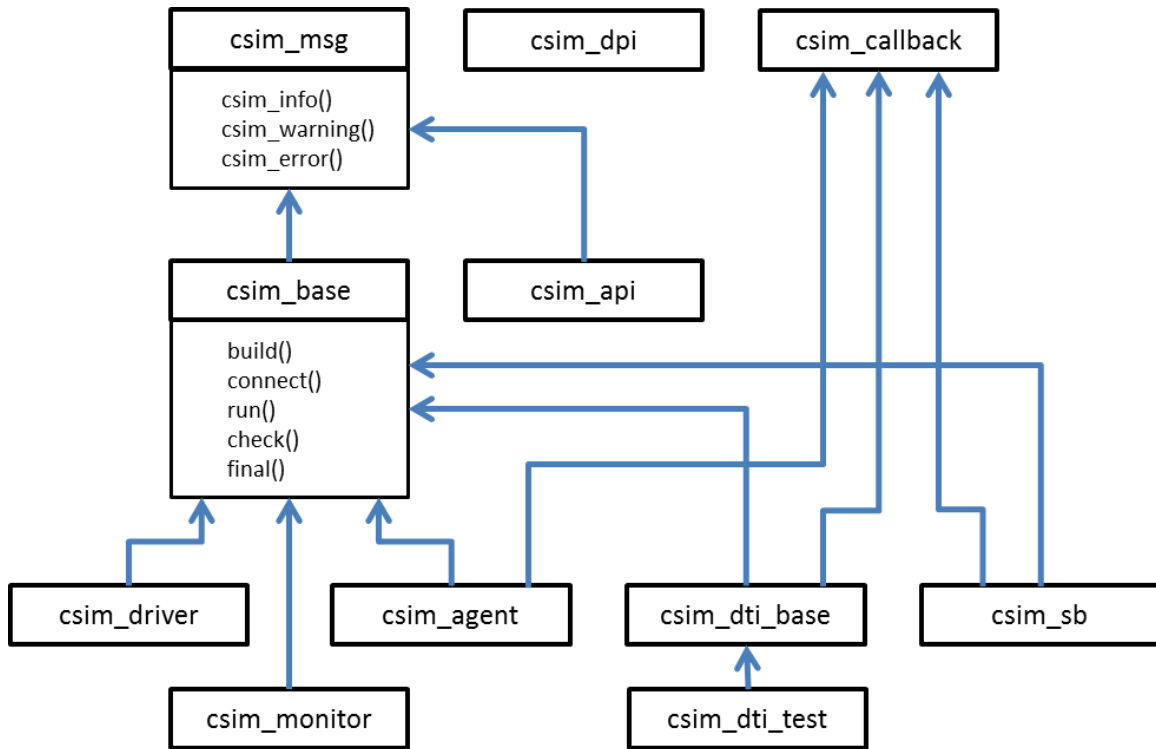 csim_msg
csim_info()
csim_warning()
csim_error()
csim_dpi
csim_callback
csim_base
build()
connect()
run()
check()
final()
csim_api
csim_driver
csim_agent
csim_dti_base
csim_sb
csim_monitor
csim_dti_test